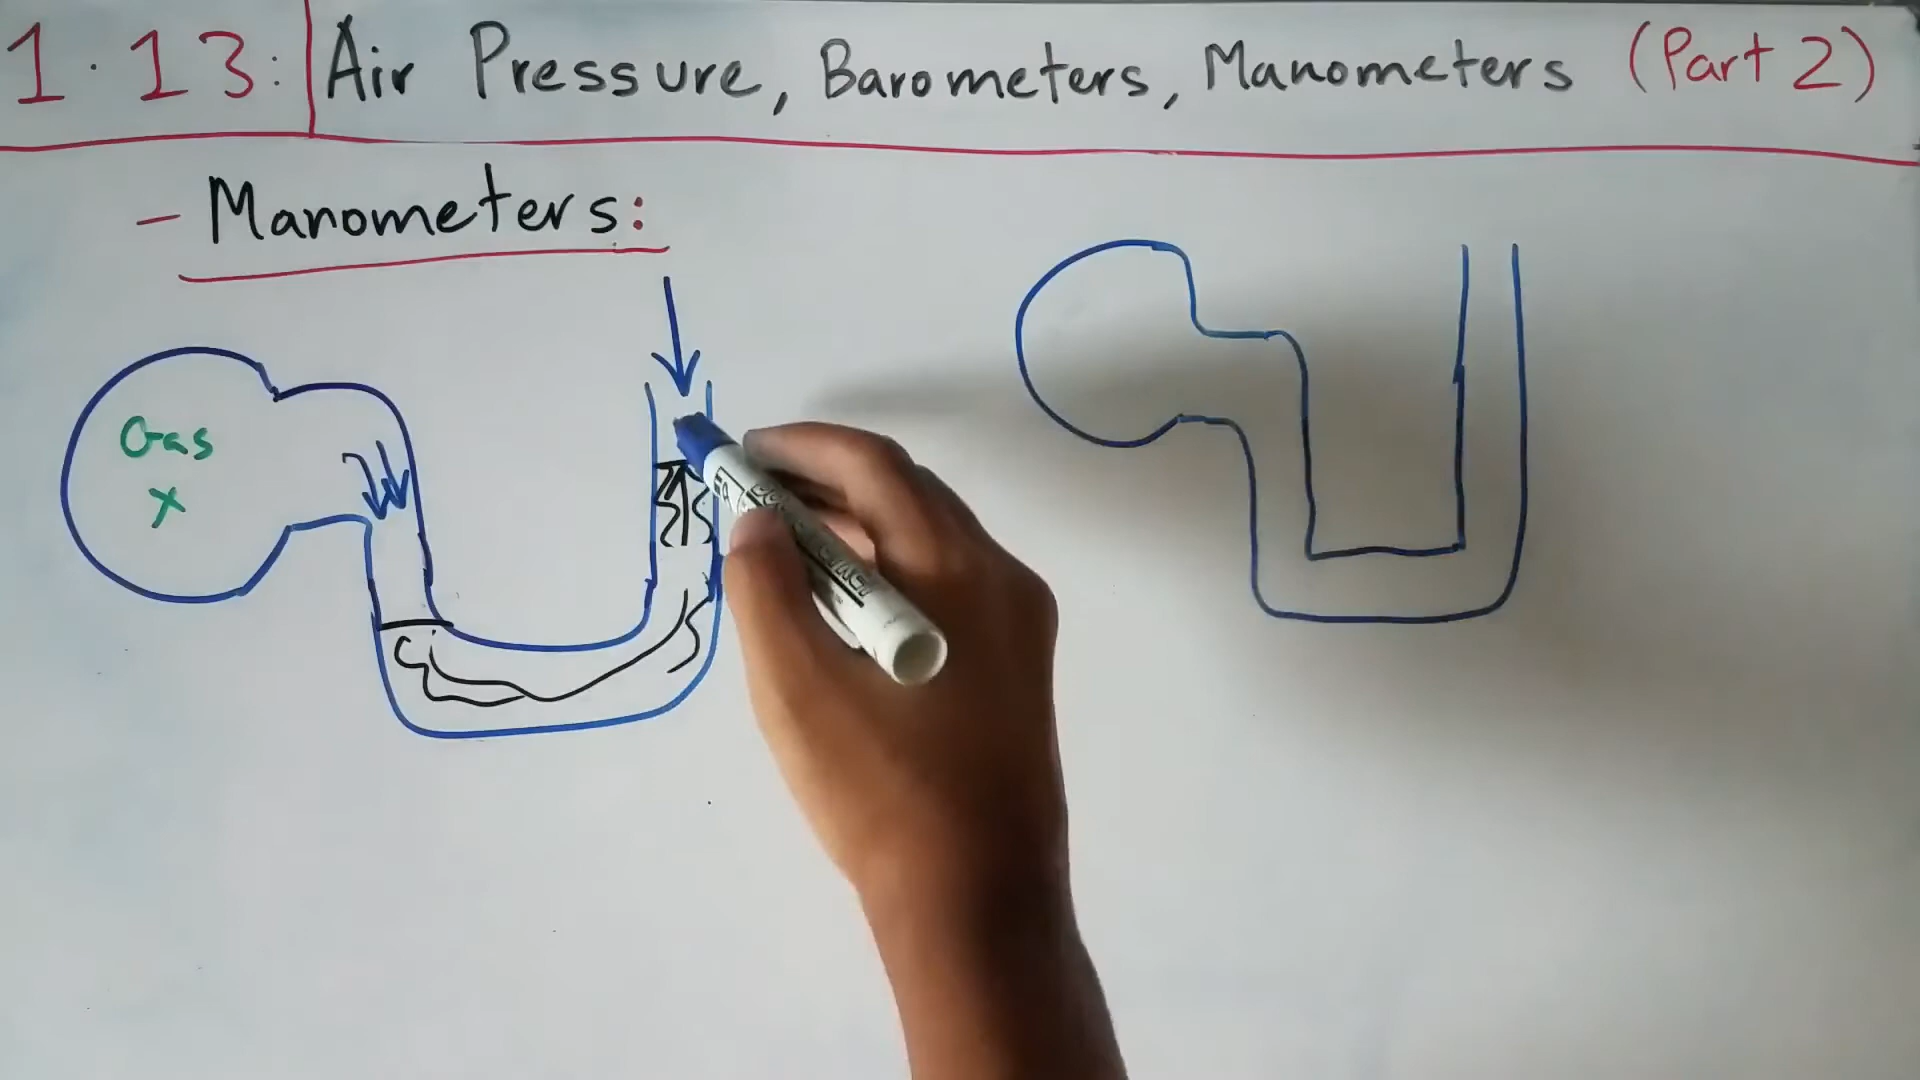 1.13: Air Pressure, Barometers, Manometers (Part 2)
- Manometers:
Gas
X